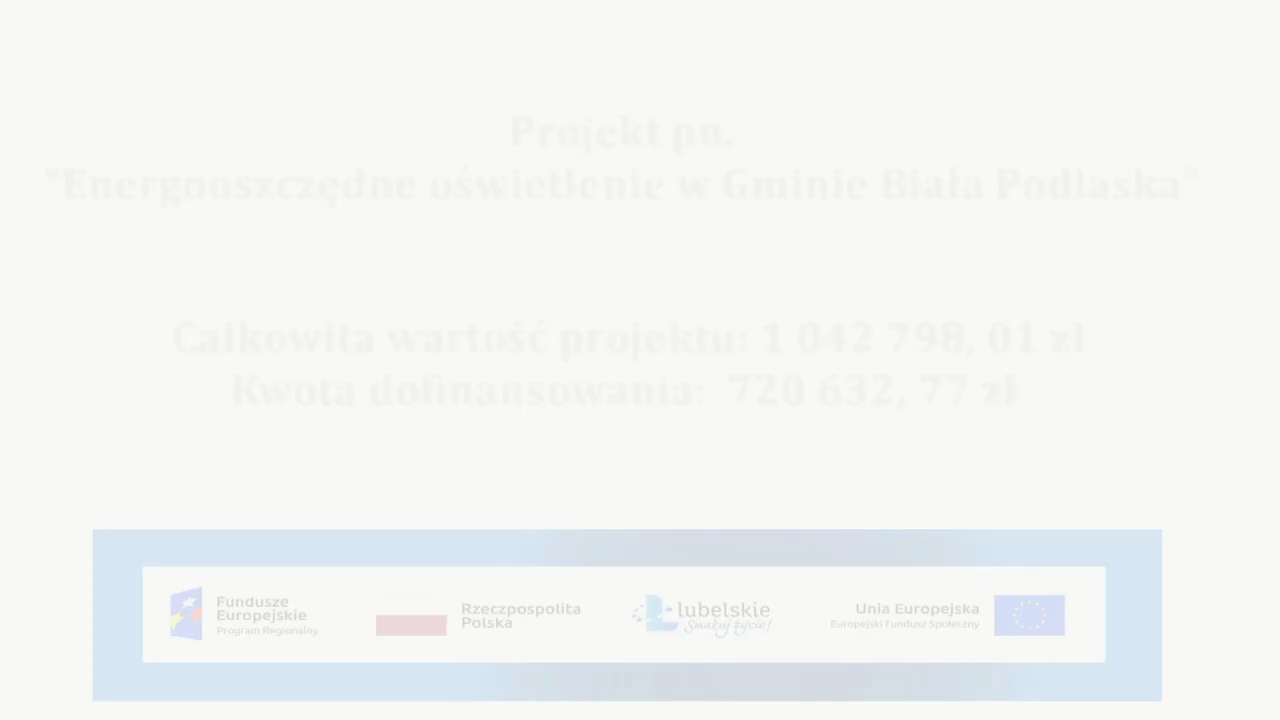 Projekt pn.
"Energooszczędne oświetlenie w Gminie Biała Podlaska"
Całkowita wartość projektu: 1 042 798, 01 zł
Kwota dofinansowania: 720 632, 77 zł
Fundusze
Europejskie
Program Regionalny
Rzeczpospolita
Polska
lubelskie
Smakuj życie!
Unia Europejska
Europejski Fundusz Społeczny